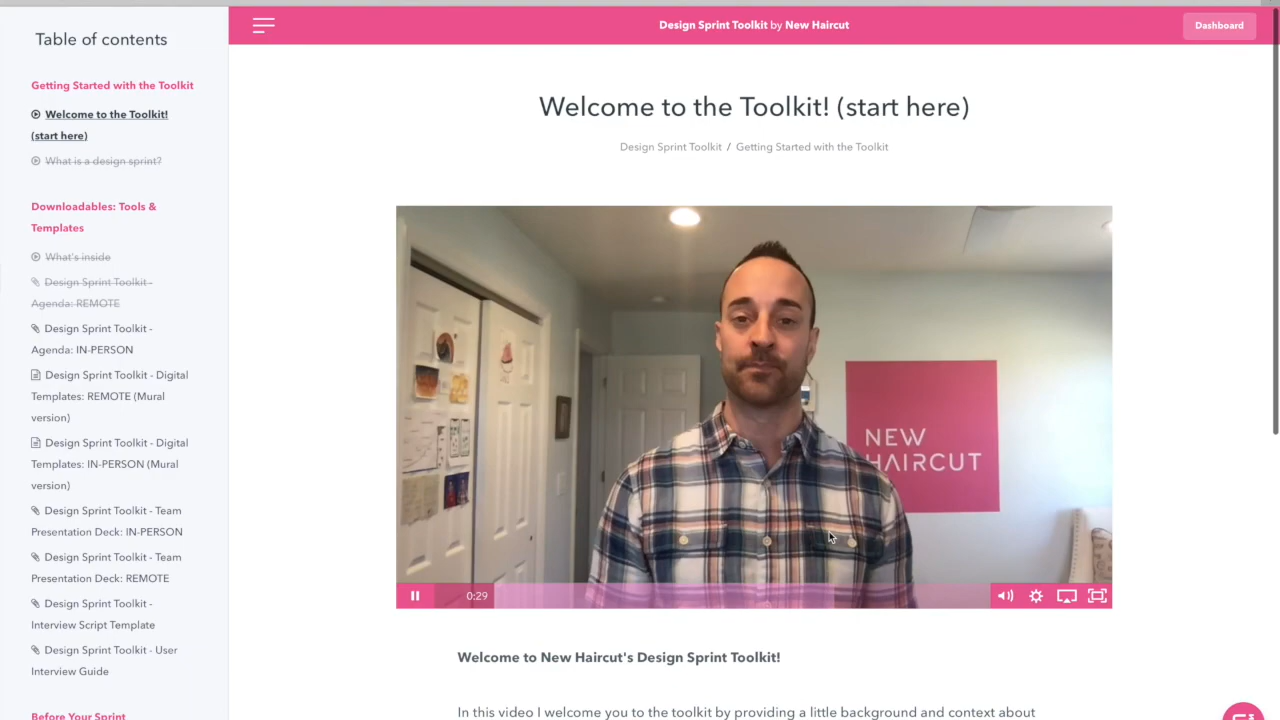 Table of contents
Getting Started with the Toolkit
Welcome to the Toolkit!
(start here)
What is a design sprint?
Downloadables: Tools &
Templates
What's inside
Design Sprint Toolkit -
Agenda: REMOTE
Design Sprint Toolkit -
Agenda: IN-PERSON
Design Sprint Toolkit - Digital
Templates: REMOTE (Mural
version)
Design Sprint Toolkit - Digital
Templates: IN-PERSON (Mural
version)
Design Sprint Toolkit - Team
Presentation Deck: IN-PERSON
Design Sprint Toolkit - Team
Presentation Deck: REMOTE
Design Sprint Toolkit -
Interview Script Template
Design Sprint Toolkit - User
Interview Guide
Before Your Sprint
Design Sprint Toolkit by New Haircut
Dashboard
Welcome to the Toolkit! (start here)
Design Sprint Toolkit / Getting Started with the Toolkit
NEW
HAIRCUT
0:29
Welcome to New Haircut's Design Sprint Toolkit!
In this video I welcome you to the toolkit by providing a little background and context about